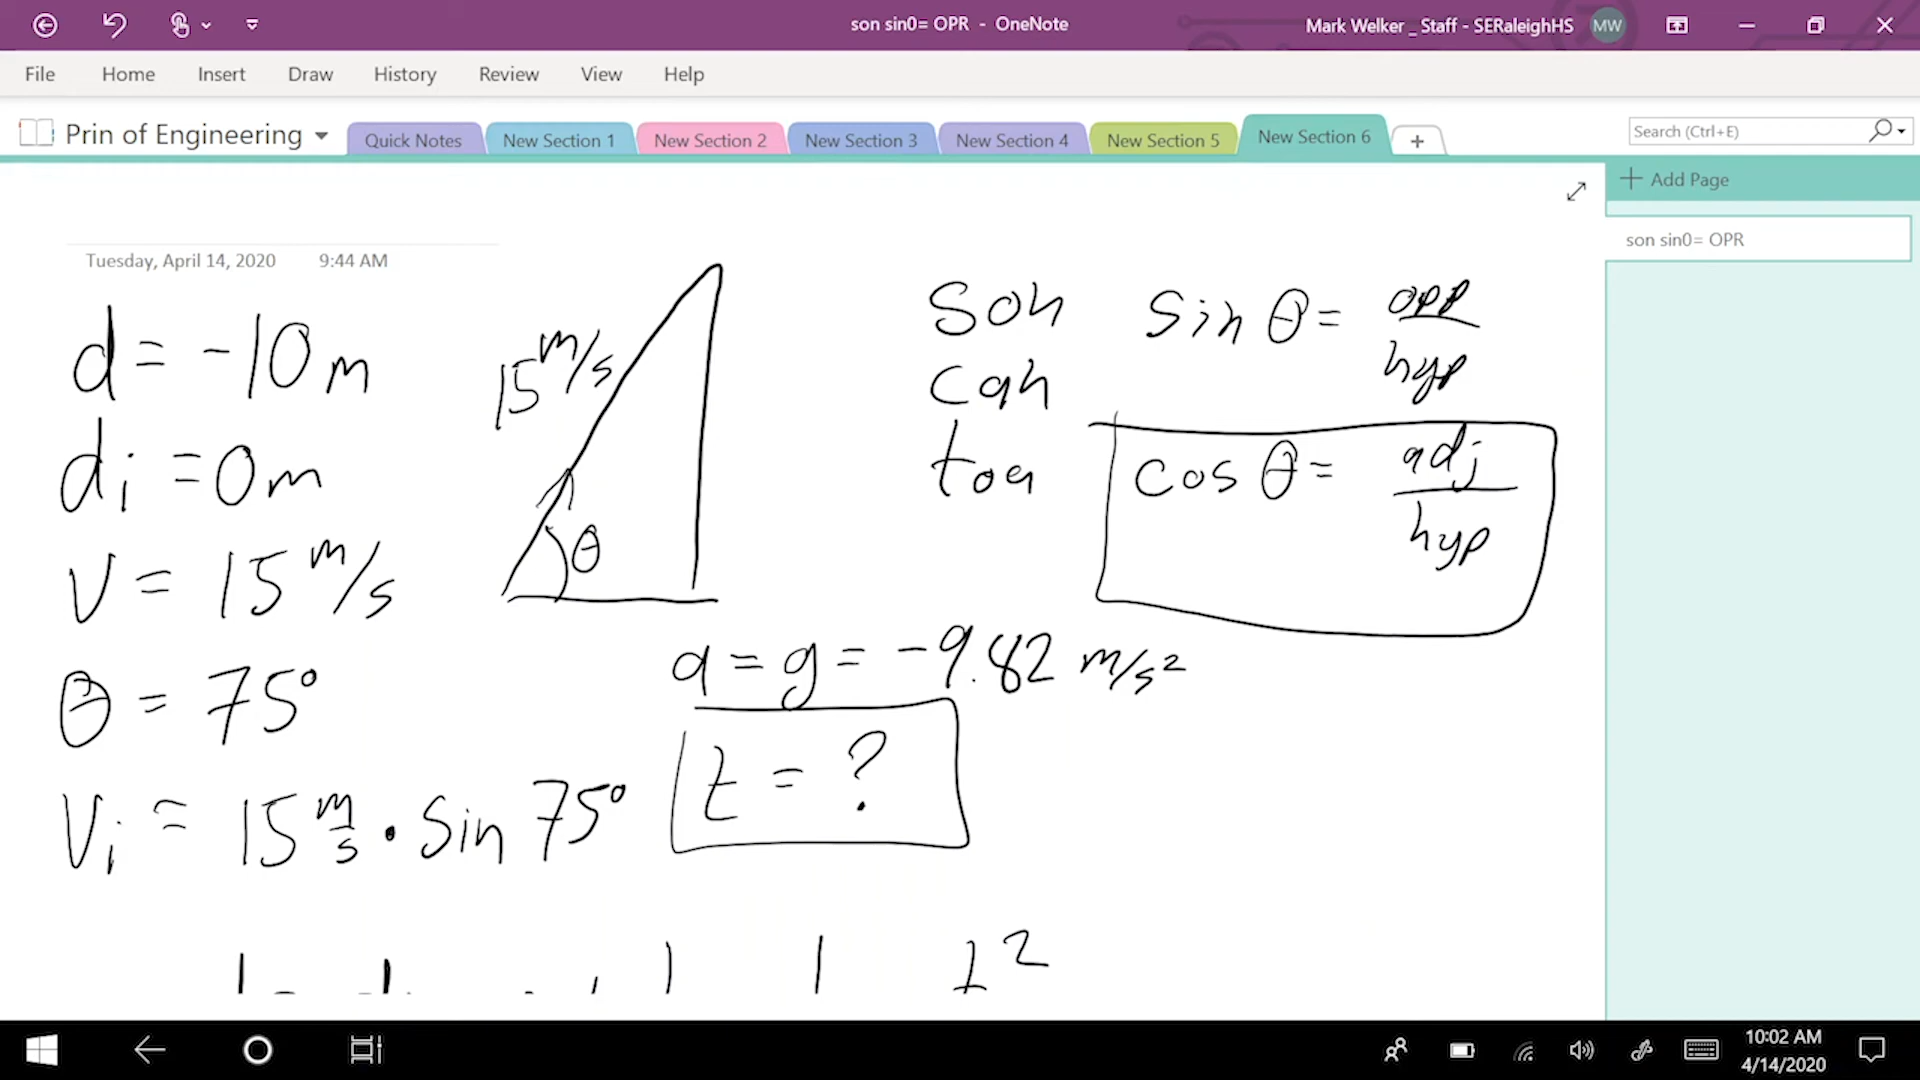 son sin0= OPR - OneNote
Mark Welker _ Staff - SERaleighHS MW
File Home Insert Draw History Review View Help
Prin of Engineering
Quick Notes New Section 1 New Section 2 New Section 3 New Section 4 New Section 5 New Section 6 +
Search (Ctrl+E)
Add Page
son sin0= OPR
Tuesday, April 14, 2020 9:44 AM
d = -10 m
di = 0 m
V = 15 m/s
θ = 75°
Vi = 15 m/s • sin 75°
15 m/s
θ
soh
cah
toa
sin θ = opp/hyp
cos θ = adj/hyp
a = g = -9.82 m/s²
t = ?
t²
10:02 AM
4/14/2020